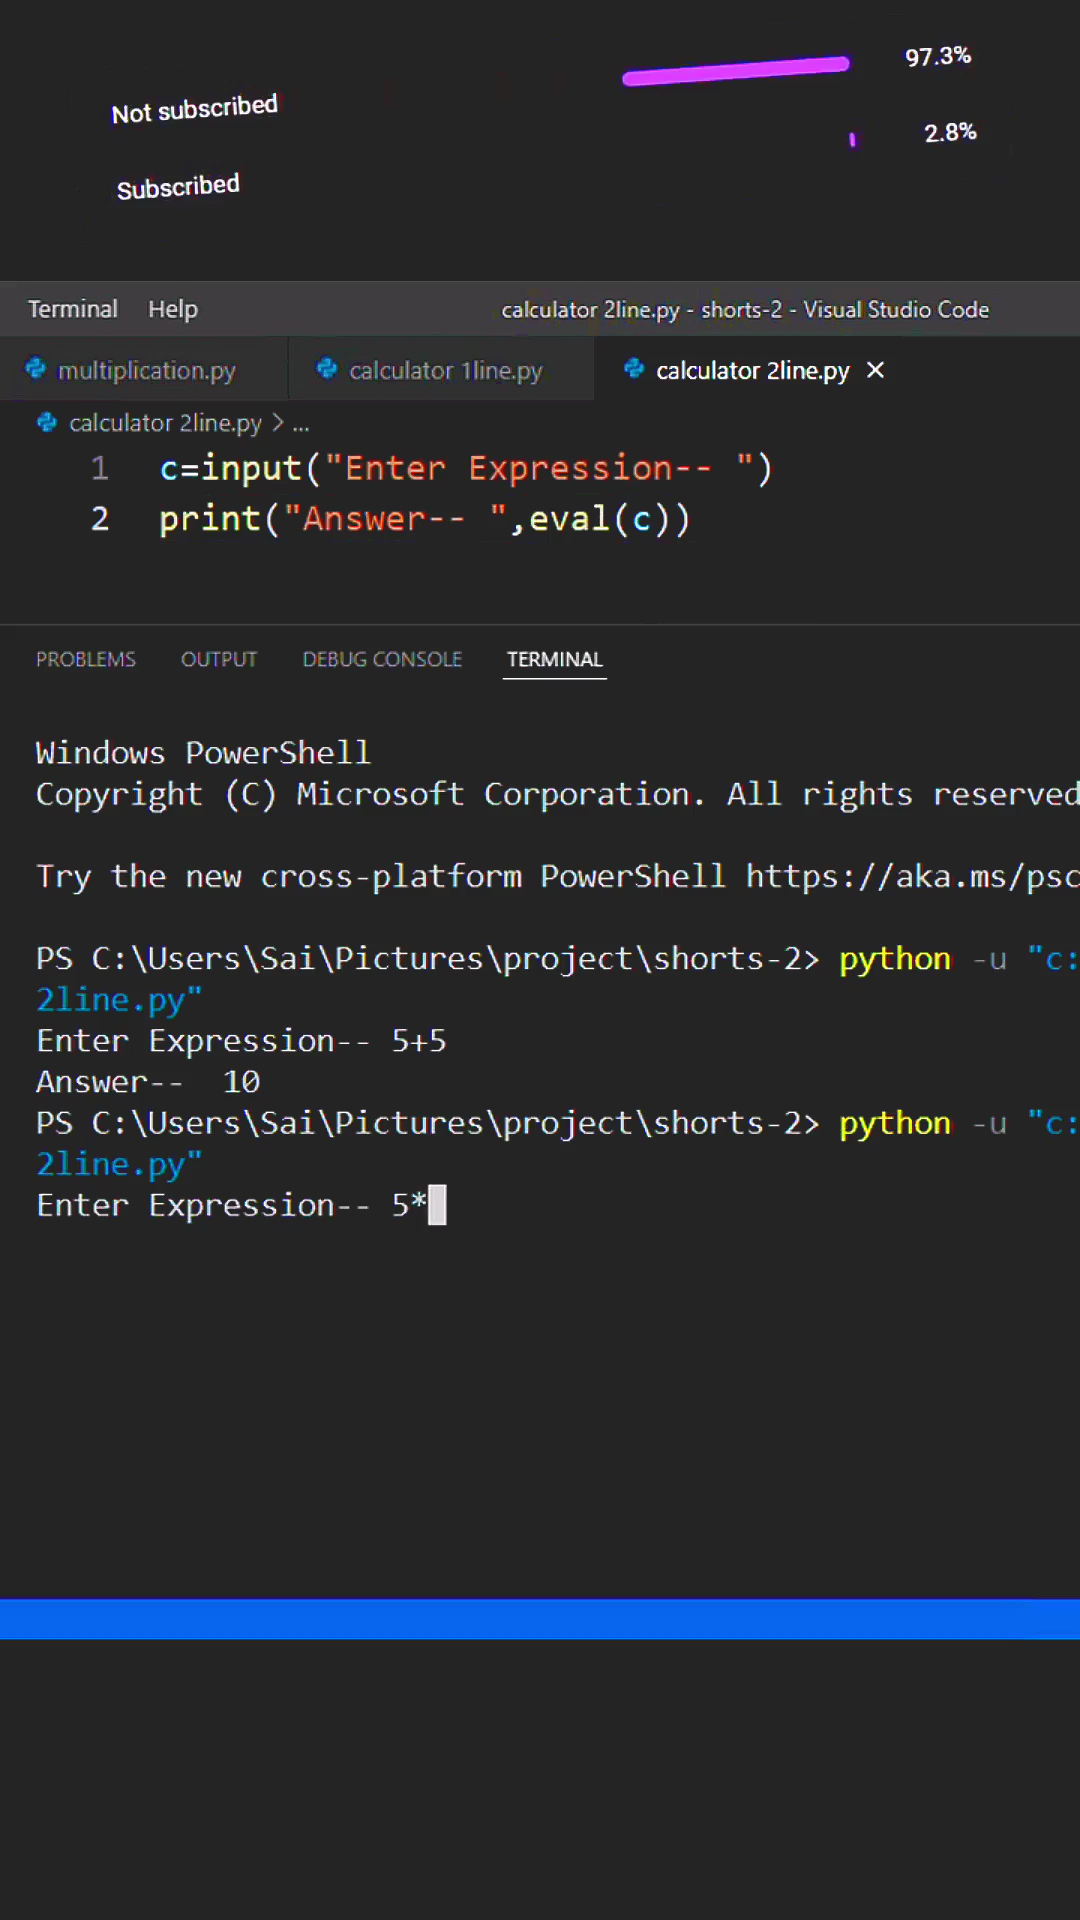 97.3%
Not subscribed
2.8%
Subscribed
Terminal Help calculator 2line.py - shorts-2 - Visual Studio Code
multiplication.py calculator 1line.py calculator 2line.py ×
calculator 2line.py > ...
1 c=input("Enter Expression-- ")
2 print("Answer-- ",eval(c))
PROBLEMS OUTPUT DEBUG CONSOLE TERMINAL
Windows PowerShell
Copyright (C) Microsoft Corporation. All rights reserved
Try the new cross-platform PowerShell https://aka.ms/psc
PS C:\Users\Sai\Pictures\project\shorts-2> python -u "c:
2line.py"
Enter Expression-- 5+5
Answer--  10
PS C:\Users\Sai\Pictures\project\shorts-2> python -u "c:
2line.py"
Enter Expression-- 5*